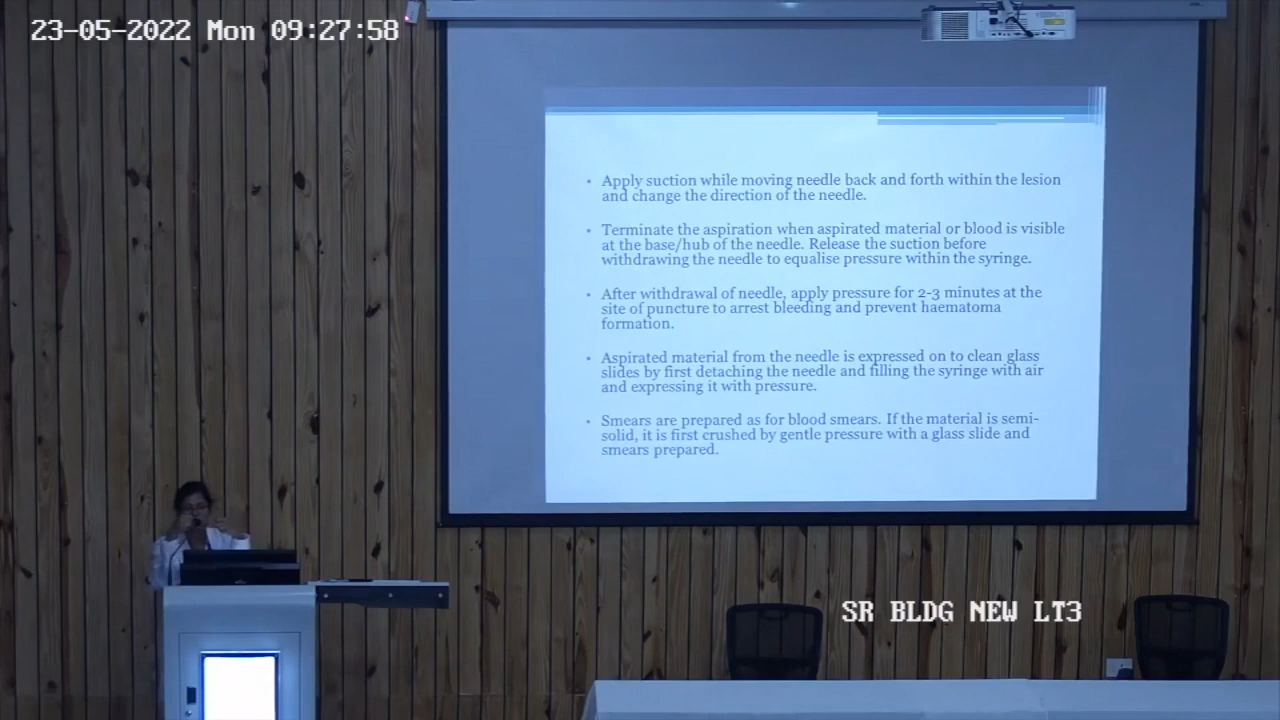 23-05-2022 Mon 09:27:58
• Apply suction while moving needle back and forth within the lesion
and change the direction of the needle.
• Terminate the aspiration when aspirated material or blood is visible
at the base/hub of the needle. Release the suction before
withdrawing the needle to equalise pressure within the syringe.
• After withdrawal of needle, apply pressure for 2-3 minutes at the
site of puncture to arrest bleeding and prevent haematoma
formation.
• Aspirated material from the needle is expressed on to clean glass
slides by first detaching the needle and filling the syringe with air
and expressing it with pressure.
• Smears are prepared as for blood smears. If the material is semi-
solid, it is first crushed by gentle pressure with a glass slide and
smears prepared.
SR BLDG NEW LT3